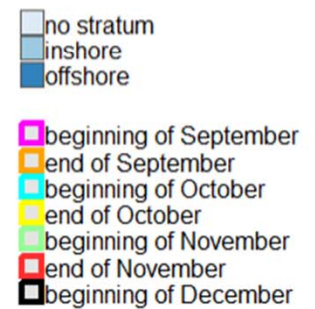 no stratum
inshore
offshore
beginning of September
end of September
beginning of October
end of October
beginning of November
end of November
beginning of December